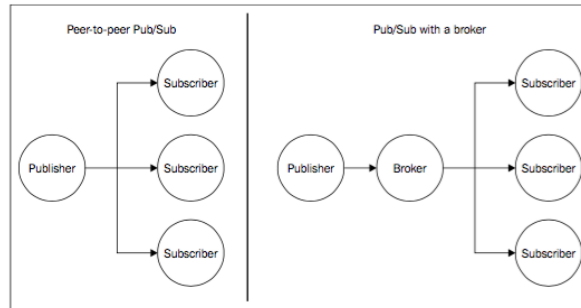 Peer-to-peer Pub/Sub
Subscriber
Publisher
Subscriber
Subscriber
Pub/Sub with a broker
Subscriber
Publisher
Broker
Subscriber
Subscriber